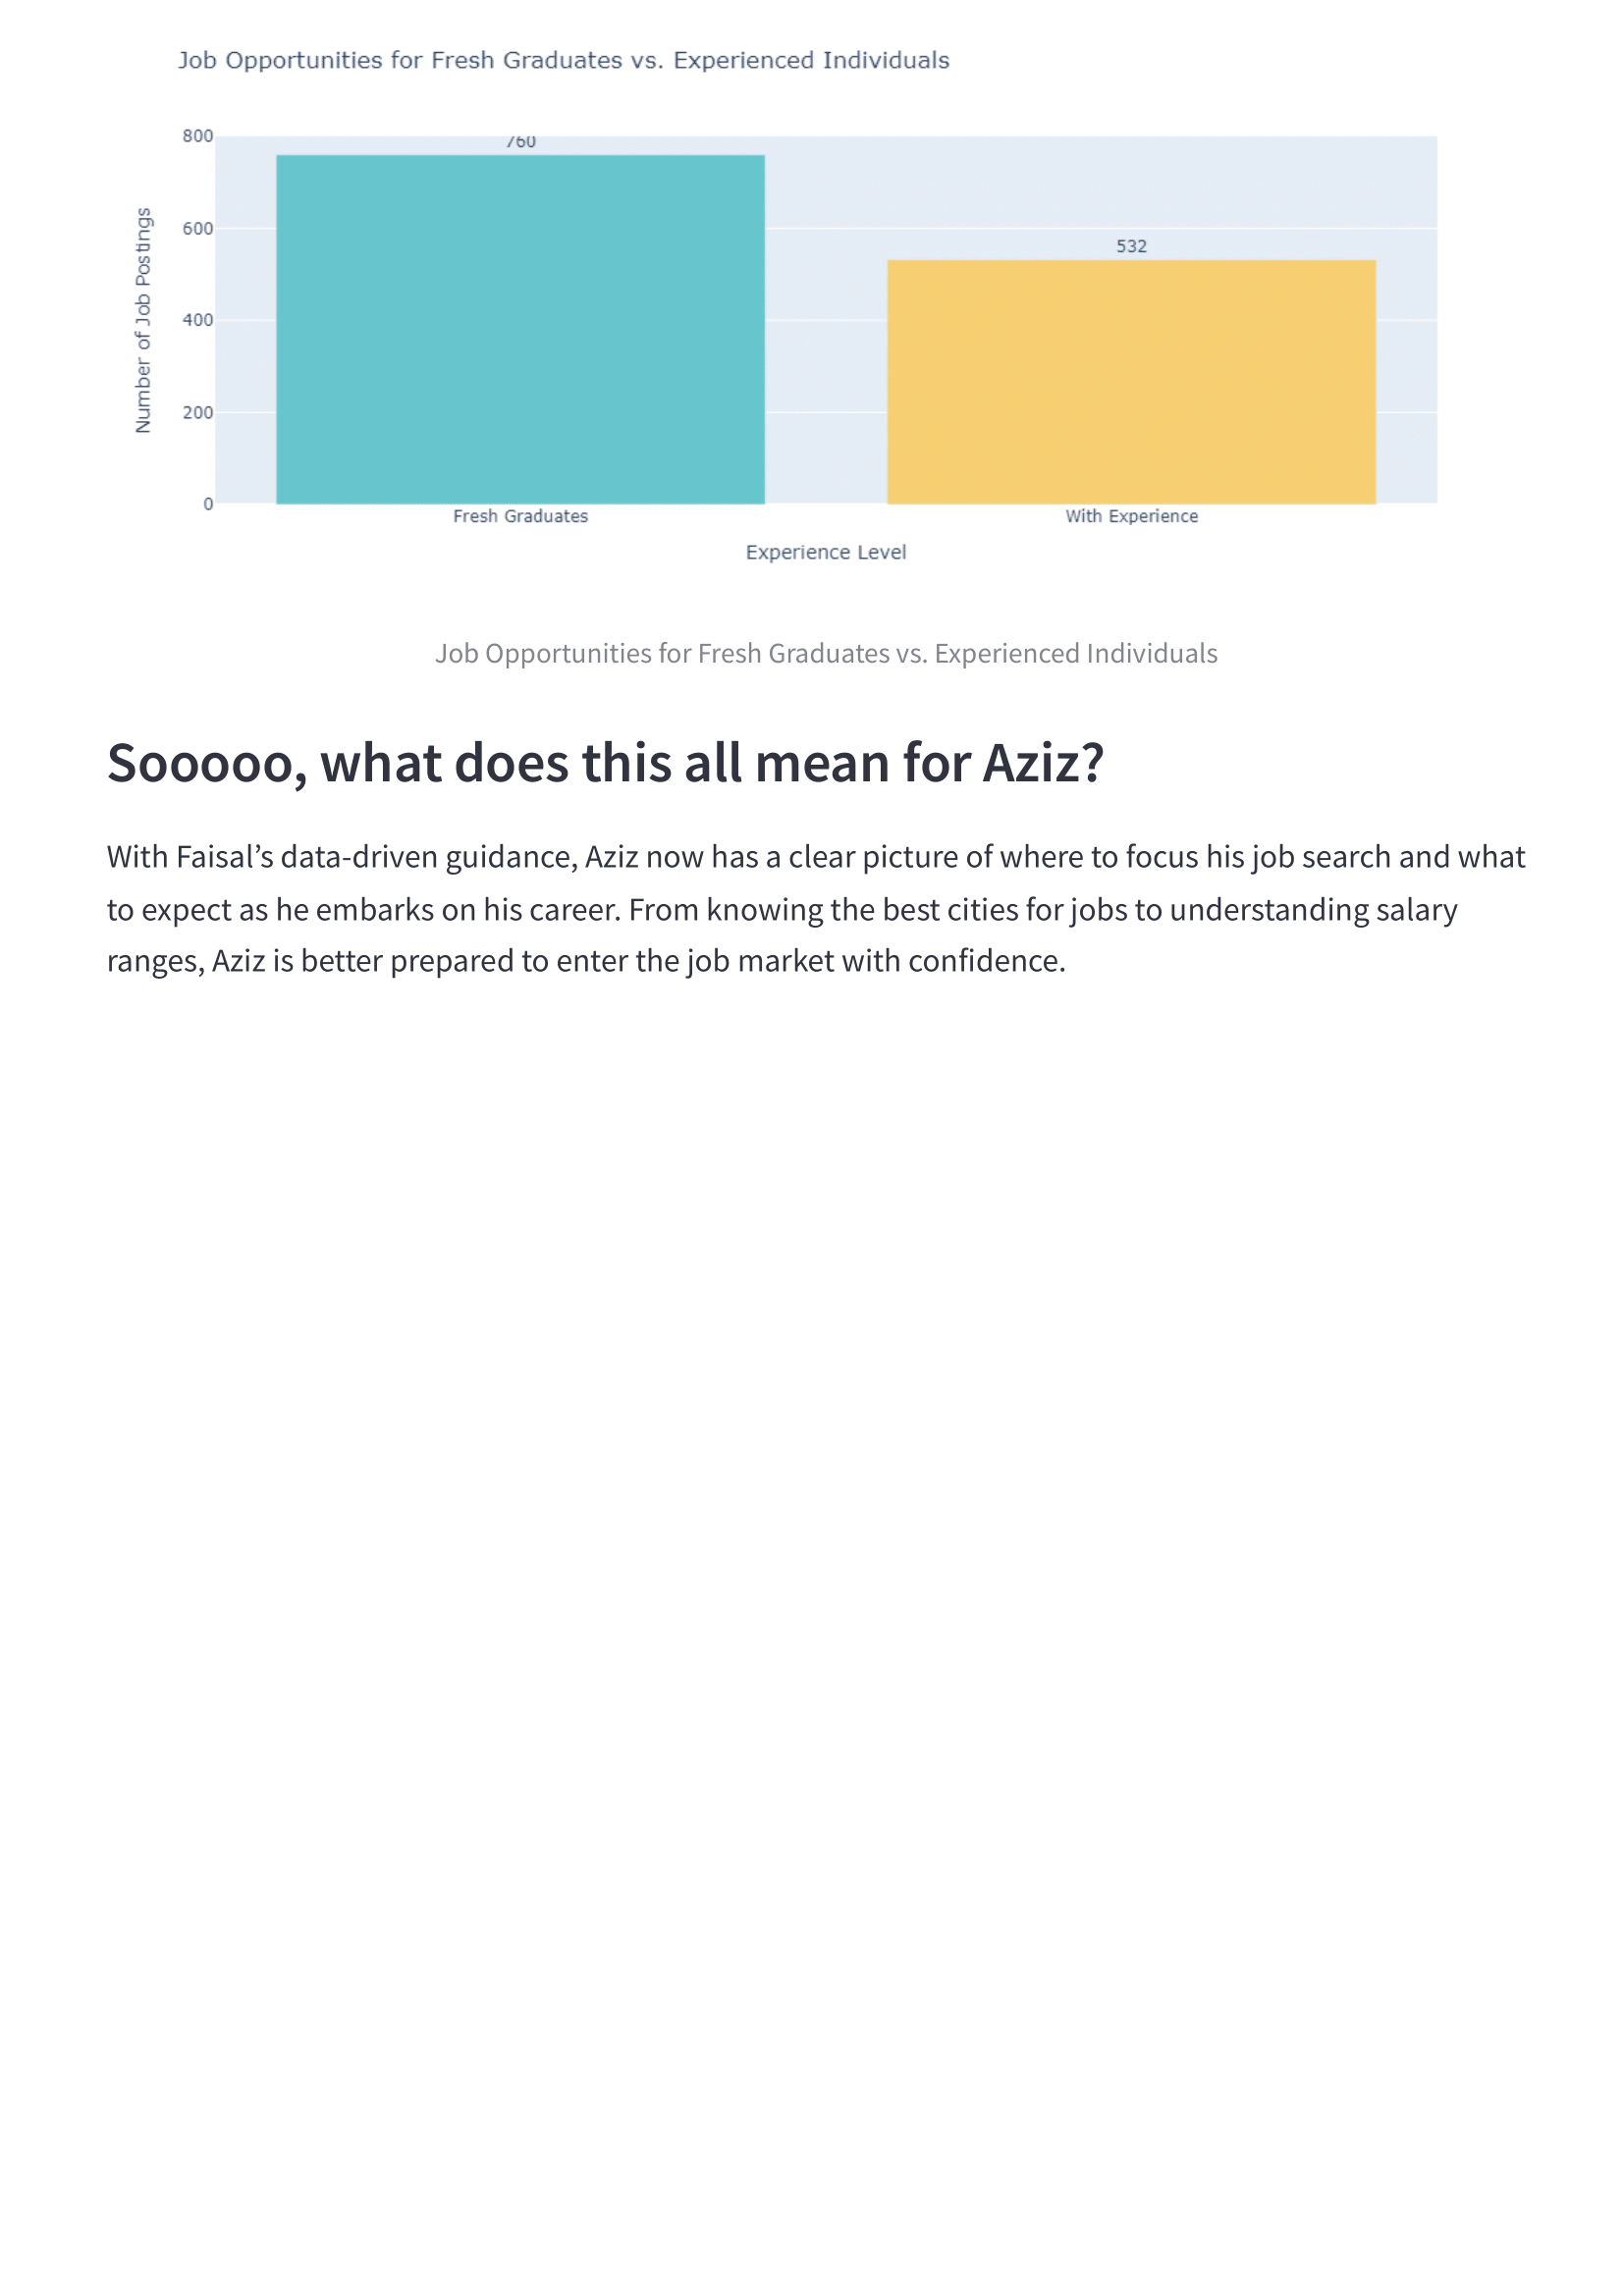 Job Opportunities for Fresh Graduates vs. Experienced Individuals
800
760
600
532
400
200
0
Number of Job Postings
Fresh Graduates
With Experience
Experience Level
Job Opportunities for Fresh Graduates vs. Experienced Individuals
Sooooo, what does this all mean for Aziz?
With Faisal’s data-driven guidance, Aziz now has a clear picture of where to focus his job search and what
to expect as he embarks on his career. From knowing the best cities for jobs to understanding salary
ranges, Aziz is better prepared to enter the job market with confidence.